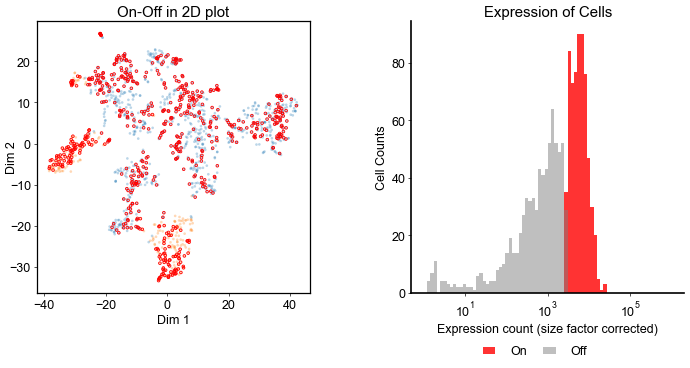 On-Off in 2D plot
Dim 2
20
10
0
−10
−20
−30
−40
−20
0
20
40
Dim 1
Expression of Cells
Cell Counts
80
60
40
20
0
10^1
10^3
10^5
Expression count (size factor corrected)
On
Off